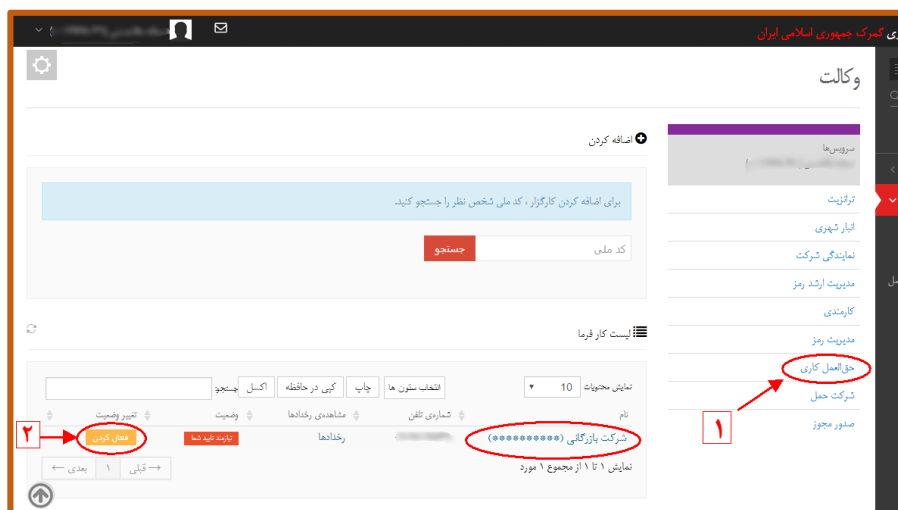 ی گمرک جمهوری اسلامی ایران
وکالت
سرویس‌ها
ترانزیت
انبار شهری
نمایندگی شرکت
مدیریت ارشد رمز
کارمندی
مدیریت رمز
حق‌العمل کاری
شرکت حمل
صدور مجوز
۱
اضافه کردن
برای اضافه کردن کارگزار ، کد ملی شخص نظر را جستجو کنید.
کد ملی
جستجو
لیست کار فرما
نمایش محتویات 10 انتخاب ستون ها چاپ کپی در حافظه اکسل جستجو:
نام شماره‌ی تلفن مشاهده‌ی رخدادها وضعیت تغییر وضعیت
شرکت بازرگانی (**********) رخدادها نیازمند تایید شما فعال کردن ۲
نمایش ۱ تا ۱ از مجموع ۱ مورد
→ قبلی ۱ بعدی ←